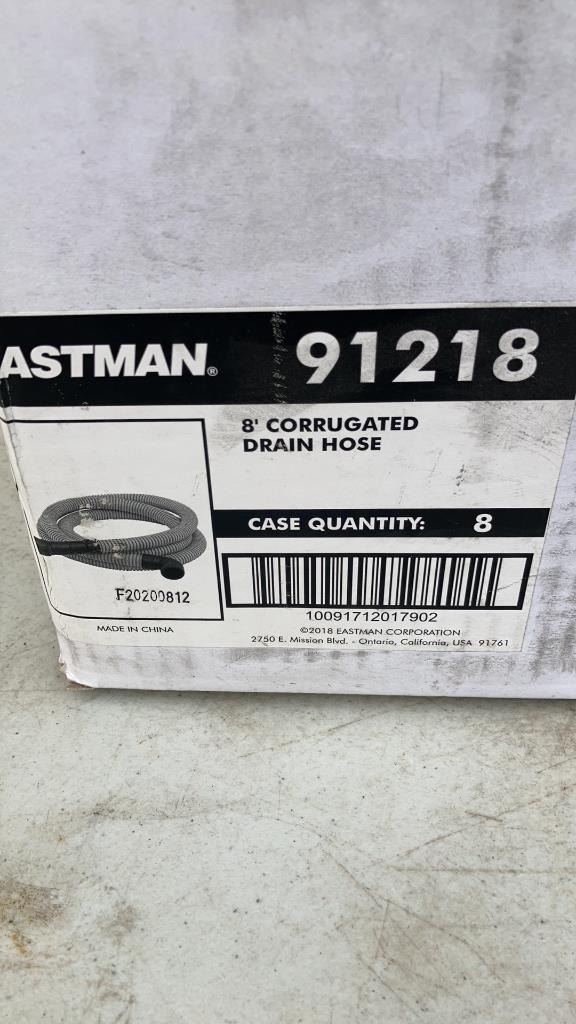 ASTMAN® 91218
8' CORRUGATED
DRAIN HOSE
CASE QUANTITY: 8
F20200812
10091712017902
MADE IN CHINA
©2018 EASTMAN CORPORATION
2750 E. Mission Blvd. - Ontario, California, USA 91761